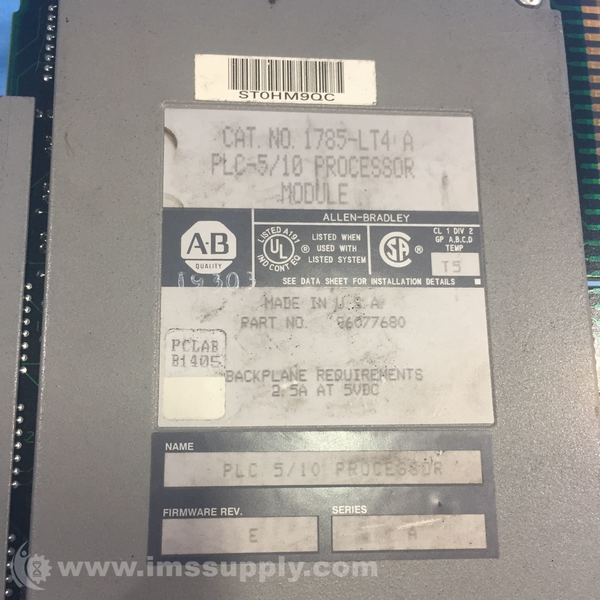 ST0HM9QC
CAT. NO. 1785-LT4 A
PLC-5/10 PROCESSOR
MODULE
ALLEN-BRADLEY
A-B
QUALITY
UL
LISTED A191
IND CONT EQ
LISTED WHEN
USED WITH
LISTED SYSTEM
CL 1 DIV 2
GP A,B,C,D
TEMP
T5
SEE DATA SHEET FOR INSTALLATION DETAILS
MADE IN U.S.A
PART NO. 96077680
PCLAB
B1405
BACKPLANE REQUIREMENTS
2.5A AT 5VDC
NAME
PLC 5/10 PROCESSOR
FIRMWARE REV.
SERIES
E
A
www.imssupply.com